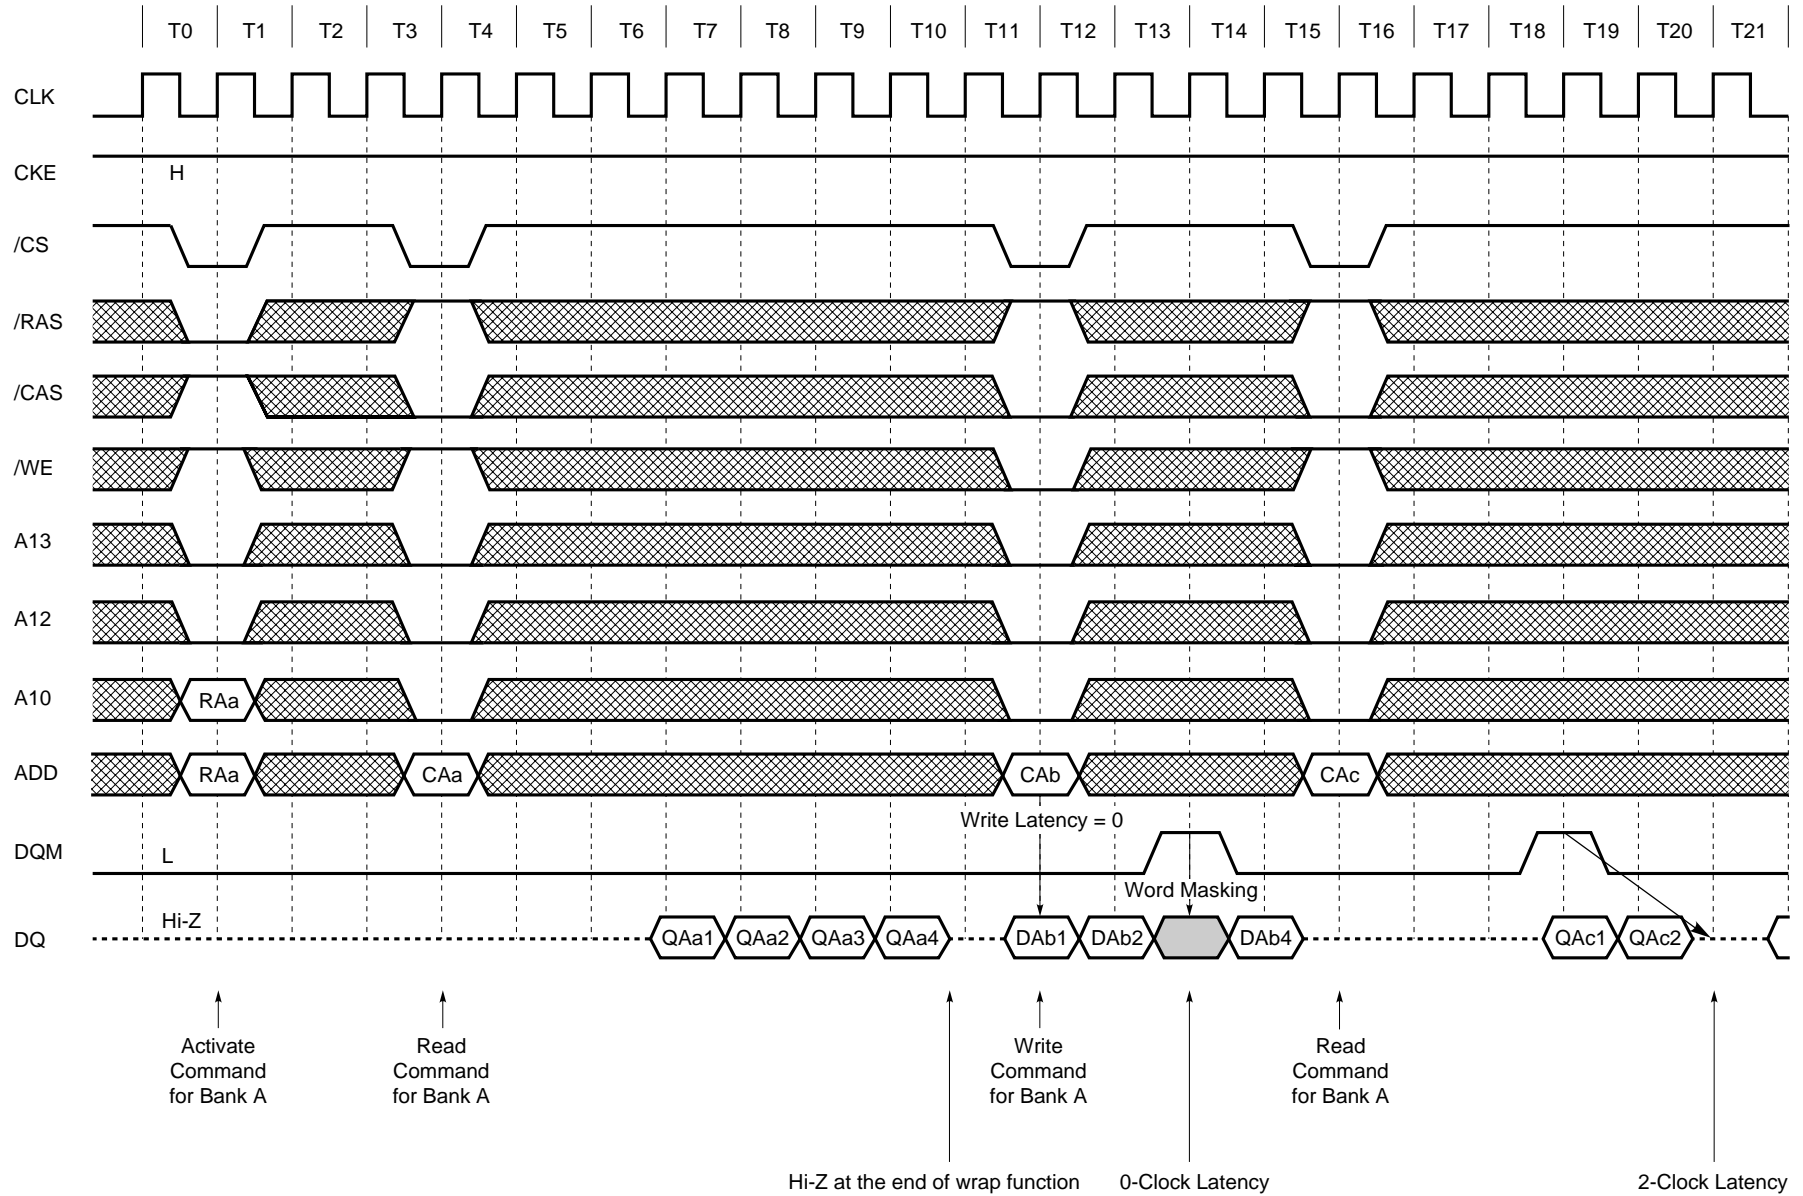 T0 T1 T2 T3 T4 T5 T6 T7 T8 T9 T10 T11 T12 T13 T14 T15 T16 T17 T18 T19 T20 T21
CLK
CKE
H
/CS
/RAS
/CAS
/WE
A13
A12
A10 RAa
ADD RAa CAa CAb CAc
Write Latency = 0
DQM L
Word Masking
Hi-Z
DQ QAa1 QAa2 QAa3 QAa4 DAb1 DAb2 DAb4 QAc1 QAc2
Activate
Command
for Bank A
Read
Command
for Bank A
Write
Command
for Bank A
Read
Command
for Bank A
Hi-Z at the end of wrap function
0-Clock Latency
2-Clock Latency